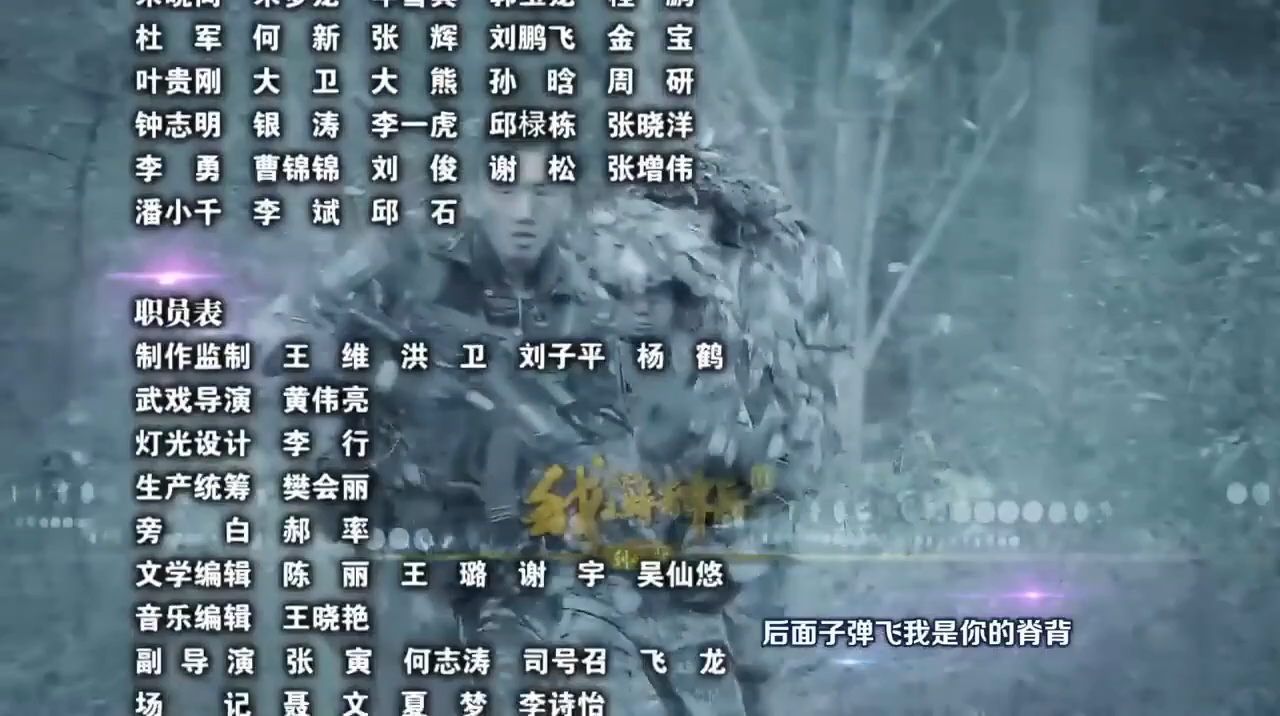 杜 军 何 新 张 辉 刘鹏飞 金 宝
叶贵刚 大 卫 大 熊 孙 晗 周 研
钟志明 银 涛 李一虎 邱禄栋 张晓洋
李 勇 曹锦锦 刘 俊 谢 松 张增伟
潘小千 李 斌 邱 石
职员表
制作监制 王 维 洪 卫 刘子平 杨 鹤
武戏导演 黄伟亮
灯光设计 李 行
生产统筹 樊会丽
旁 白 郝 率
文学编辑 陈 丽 王 璐 谢 宇 吴仙悠
音乐编辑 王晓艳
后面子弹飞我是你的脊背
副 导 演 张 寅 何志涛 司号召 飞 龙
场 记 聂 文 夏 梦 李诗怡